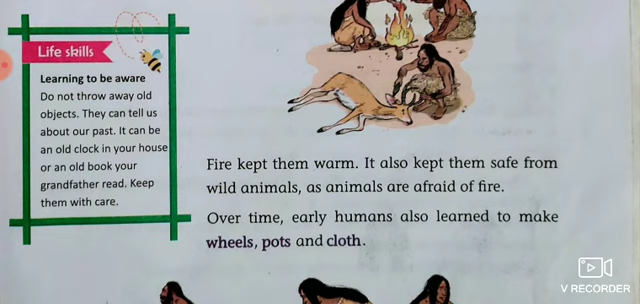 Life skills
Learning to be aware
Do not throw away old
objects. They can tell us
about our past. It can be
an old clock in your house
or an old book your
grandfather read. Keep
them with care.
Fire kept them warm. It also kept them safe from
wild animals, as animals are afraid of fire.
Over time, early humans also learned to make
wheels, pots and cloth.
V RECORDER